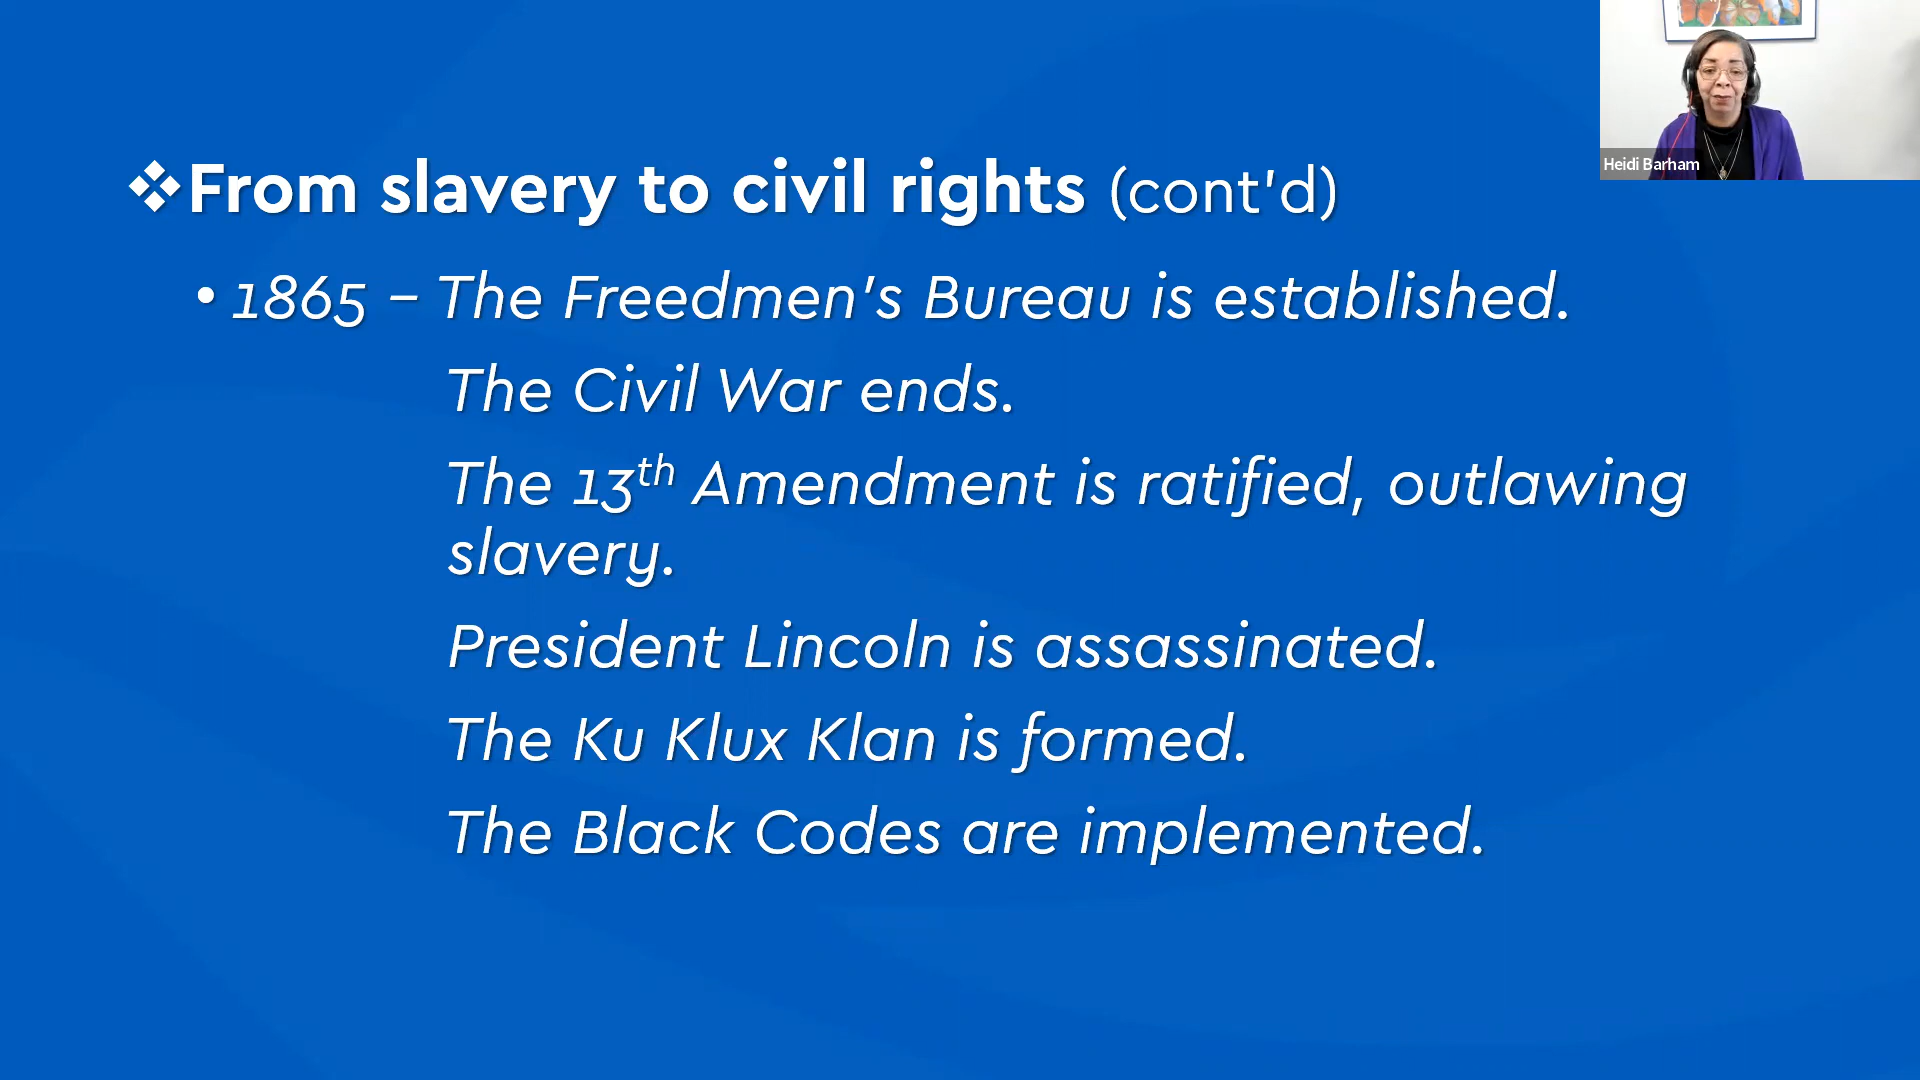 ❖From slavery to civil rights (cont'd)
• 1865 – The Freedmen's Bureau is established.
The Civil War ends.
The 13th Amendment is ratified, outlawing
slavery.
President Lincoln is assassinated.
The Ku Klux Klan is formed.
The Black Codes are implemented.
Heidi Barham